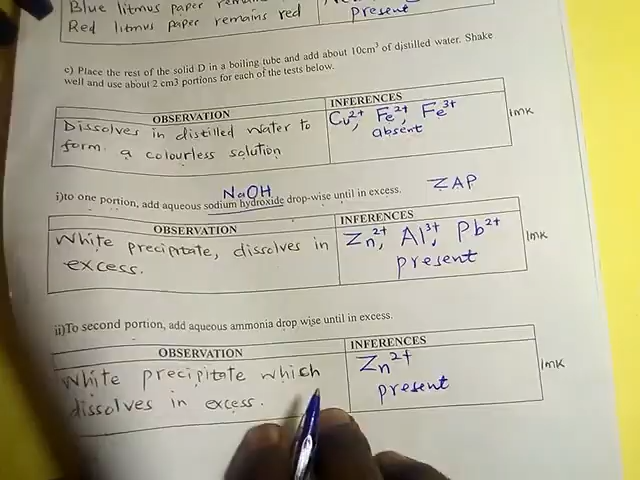 Blue litmus paper
Red litmus paper remains red
present
c) Place the rest of the solid D in a boiling tube and add about 10cm³ of distilled water. Shake
well and use about 2 cm3 portions for each of the tests below.
OBSERVATION
INFERENCES
Dissolves in distilled water to
form a colourless solution
Cu²⁺, Fe²⁺, Fe³⁺
absent
1mk
NaOH
ZAP
i)to one portion, add aqueous sodium hydroxide drop-wise until in excess.
OBSERVATION
INFERENCES
White precipitate, dissolves in
excess.
Zn²⁺, Al³⁺, Pb²⁺
present
1mk
ii)To second portion, add aqueous ammonia drop wise until in excess.
OBSERVATION
INFERENCES
White precipitate which
dissolves in excess.
Zn²⁺
present
1mk